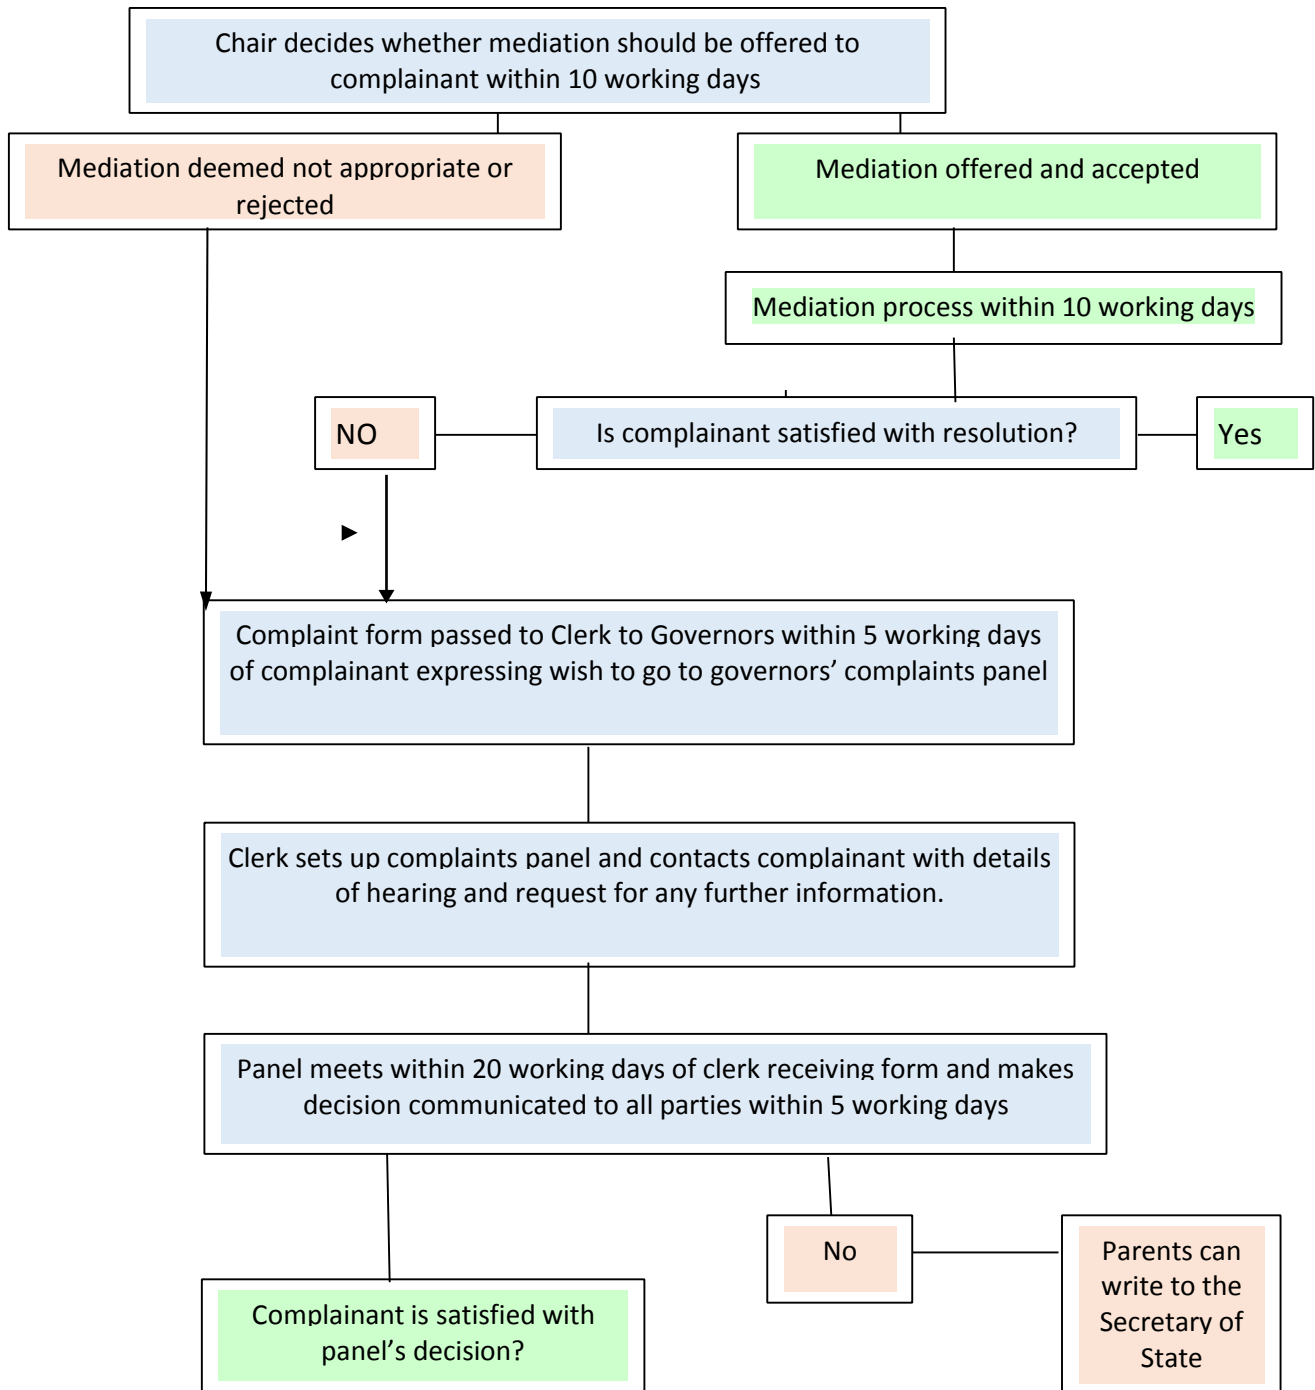 Chair decides whether mediation should be offered to
complainant within 10 working days
Mediation deemed not appropriate or
rejected
Mediation offered and accepted
Mediation process within 10 working days
NO
Is complainant satisfied with resolution?
Yes
Complaint form passed to Clerk to Governors within 5 working days
of complainant expressing wish to go to governors’ complaints panel
Clerk sets up complaints panel and contacts complainant with details
of hearing and request for any further information.
Panel meets within 20 working days of clerk receiving form and makes
decision communicated to all parties within 5 working days
No
Parents can
write to the
Secretary of
State
Complainant is satisfied with
panel’s decision?